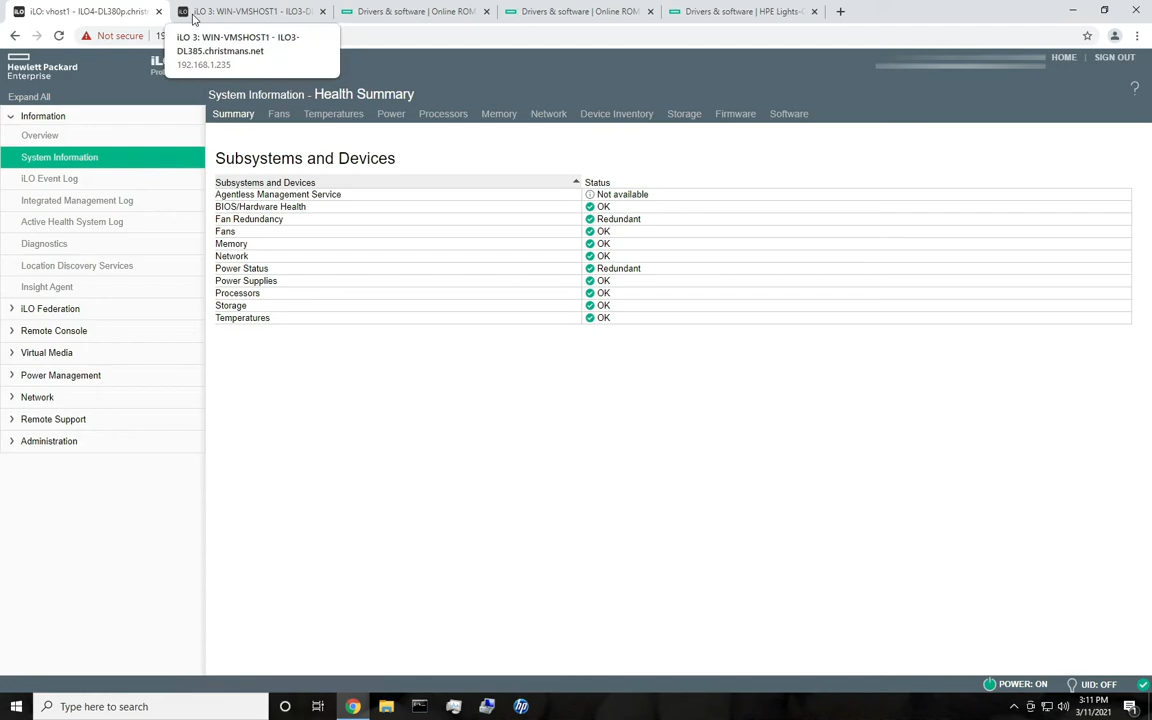 iLO: vhost1 - ILO4-DL380p.christm
iLO 3: WIN-VMSHOST1 - ILO3-DL
Drivers & software | Online ROM
Drivers & software | Online ROM
Drivers & software | HPE Lights-O
Not secure
19
iLO 3: WIN-VMSHOST1 - ILO3-
DL385.christmans.net
192.168.1.235
Hewlett Packard
Enterprise
HOME
SIGN OUT
Expand All
System Information - Health Summary
?
Summary Fans Temperatures Power Processors Memory Network Device Inventory Storage Firmware Software
Information
Overview
System Information
iLO Event Log
Integrated Management Log
Active Health System Log
Diagnostics
Location Discovery Services
Insight Agent
iLO Federation
Remote Console
Virtual Media
Power Management
Network
Remote Support
Administration
Subsystems and Devices
Subsystems and Devices Status
Agentless Management Service Not available
BIOS/Hardware Health OK
Fan Redundancy Redundant
Fans OK
Memory OK
Network OK
Power Status Redundant
Power Supplies OK
Processors OK
Storage OK
Temperatures OK
POWER: ON
UID: OFF
Type here to search
3:11 PM
3/11/2021